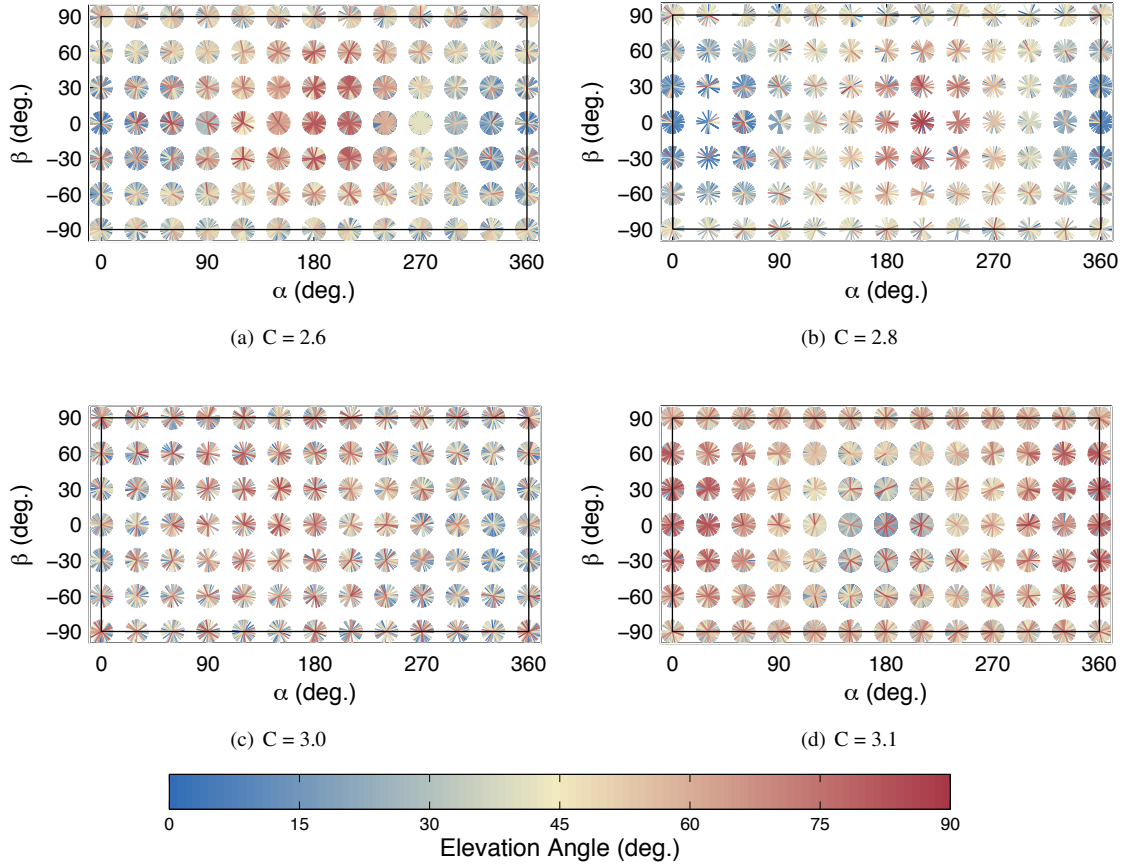 90
60
30
0
−30
−60
−90
β (deg.)
0 90 180 270 360
α (deg.)
(a) C = 2.6
90
60
30
0
−30
−60
−90
β (deg.)
0 90 180 270 360
α (deg.)
(b) C = 2.8
90
60
30
0
−30
−60
−90
β (deg.)
0 90 180 270 360
α (deg.)
(c) C = 3.0
90
60
30
0
−30
−60
−90
β (deg.)
0 90 180 270 360
α (deg.)
(d) C = 3.1
0 15 30 45 60 75 90
Elevation Angle (deg.)